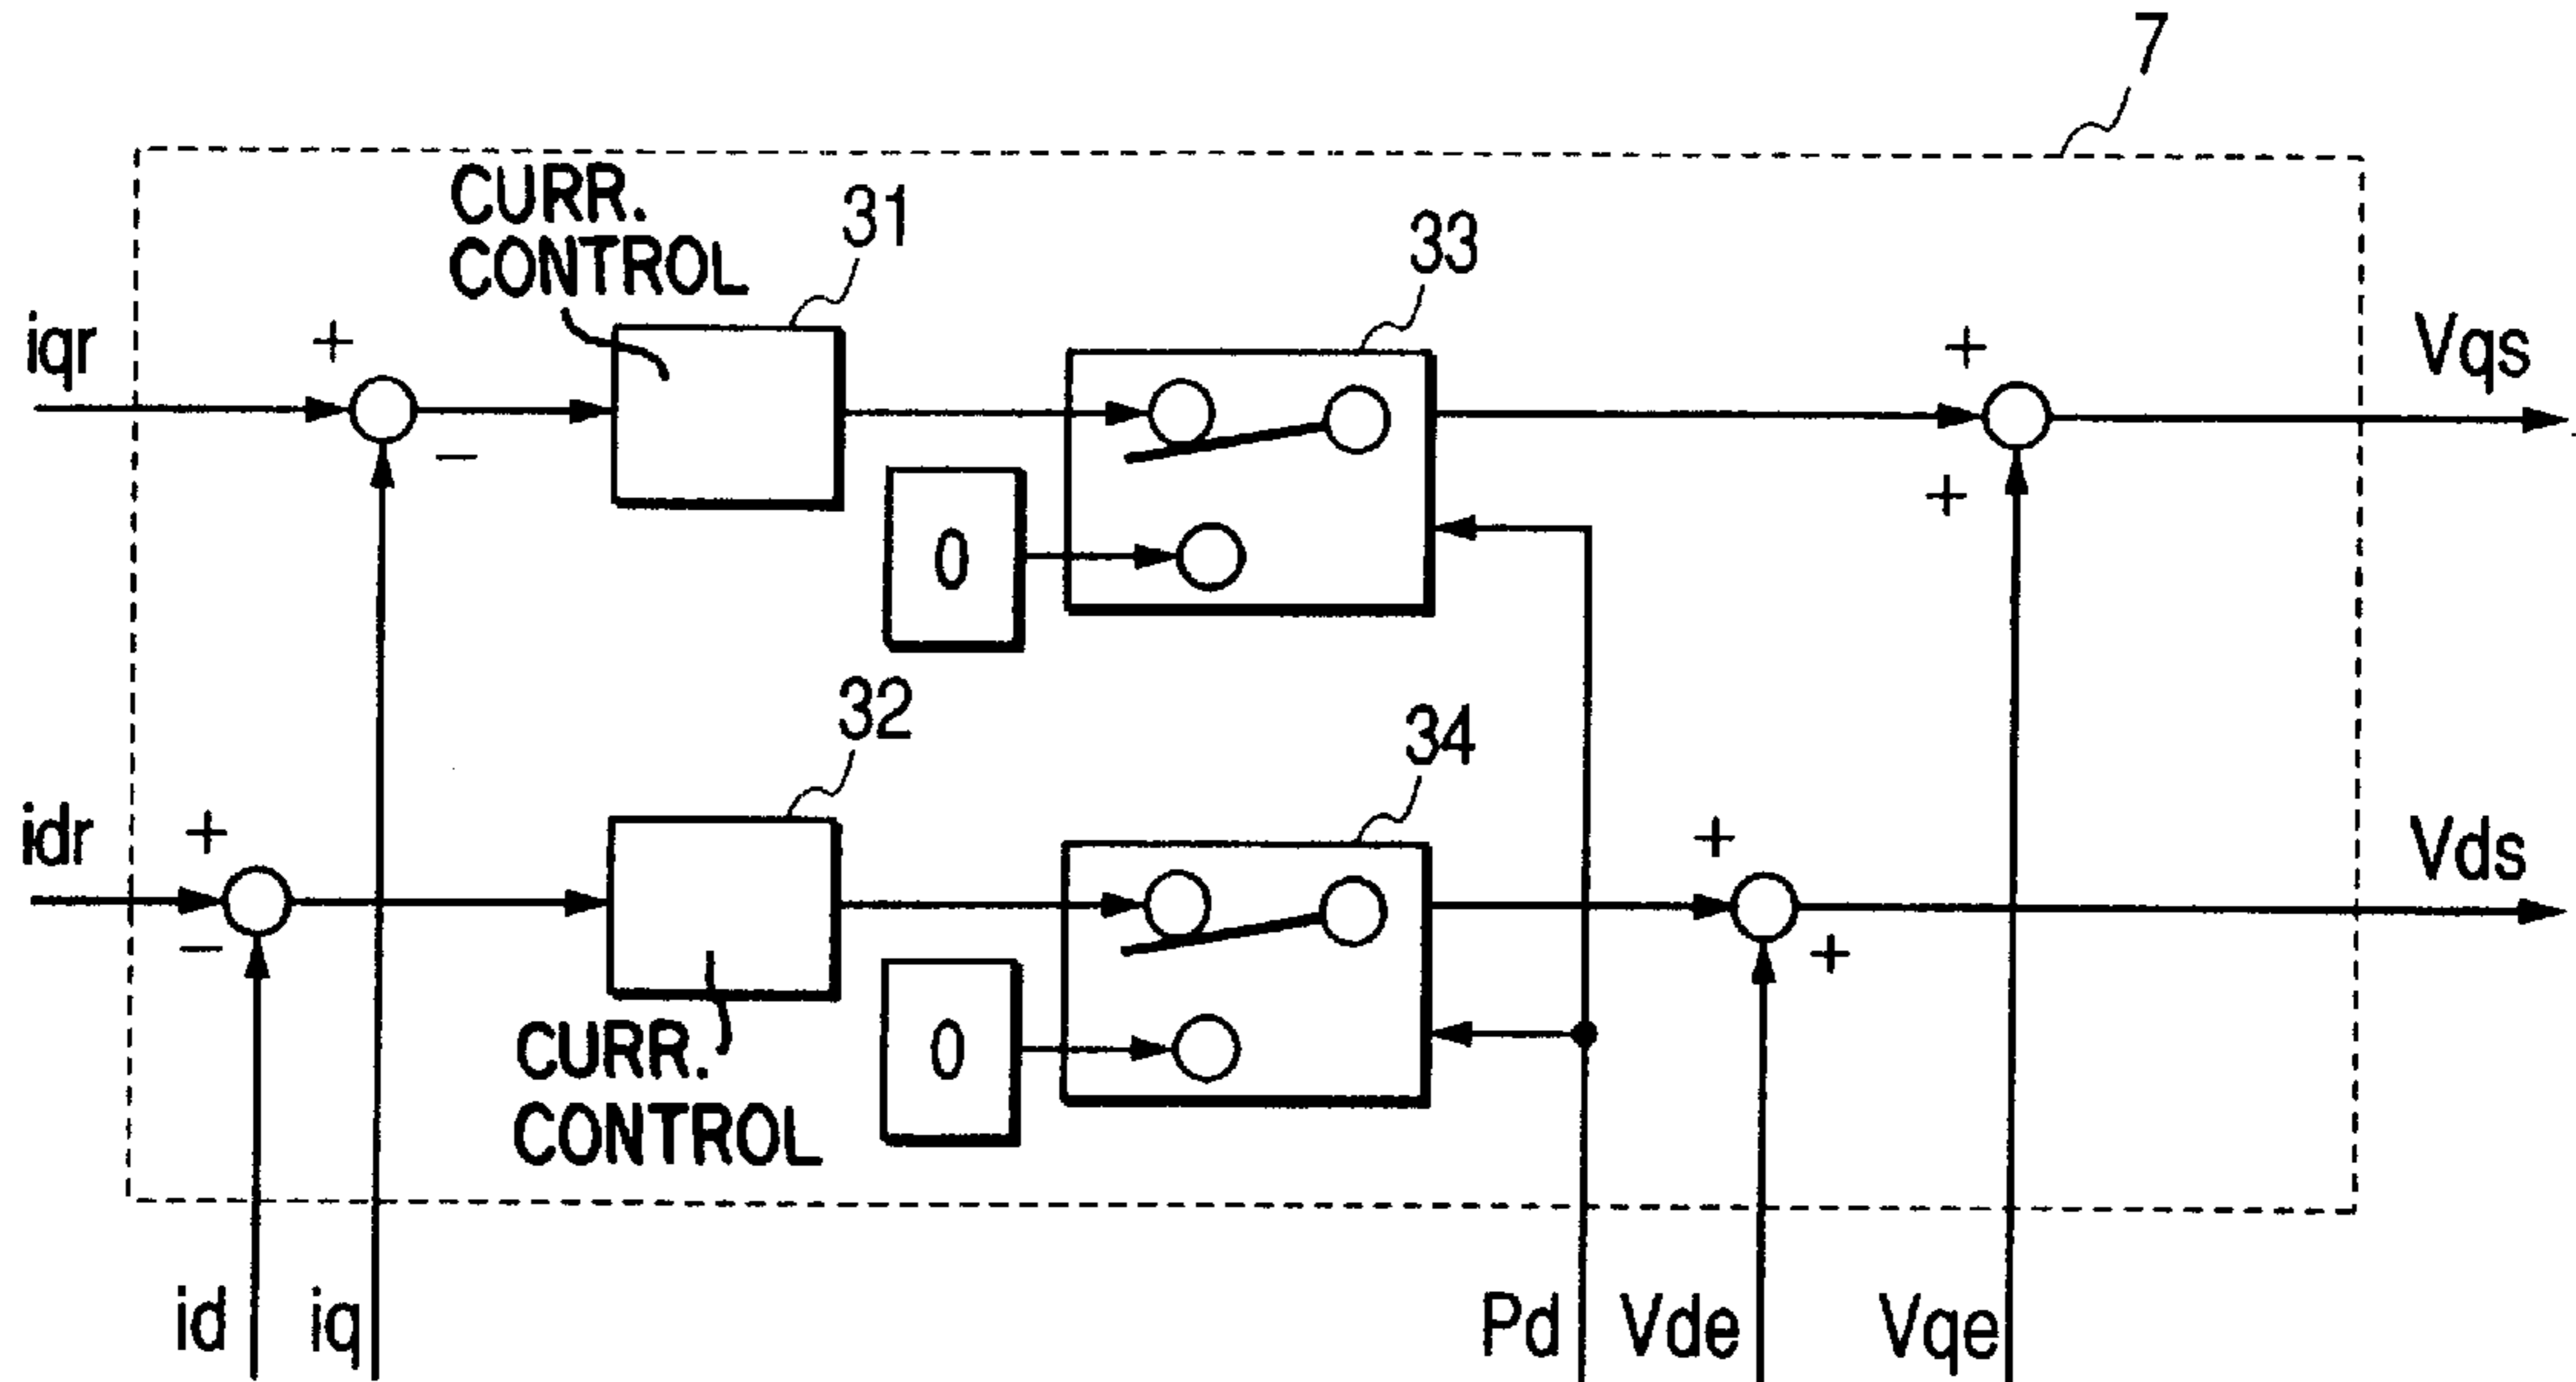 7
CURR.
CONTROL
31
33
iqr
+
−
+
+
Vqs
0
32
34
idr
+
−
+
+
Vds
0
CURR.
CONTROL
id
iq
Pd
Vde
Vqe